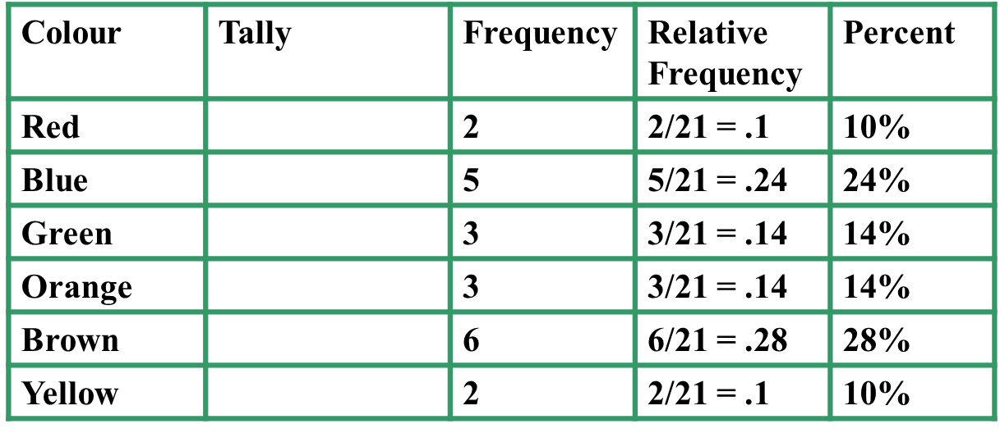 Colour Tally Frequency Relative Frequency Percent
Red 2 2/21 = .1 10%
Blue 5 5/21 = .24 24%
Green 3 3/21 = .14 14%
Orange 3 3/21 = .14 14%
Brown 6 6/21 = .28 28%
Yellow 2 2/21 = .1 10%